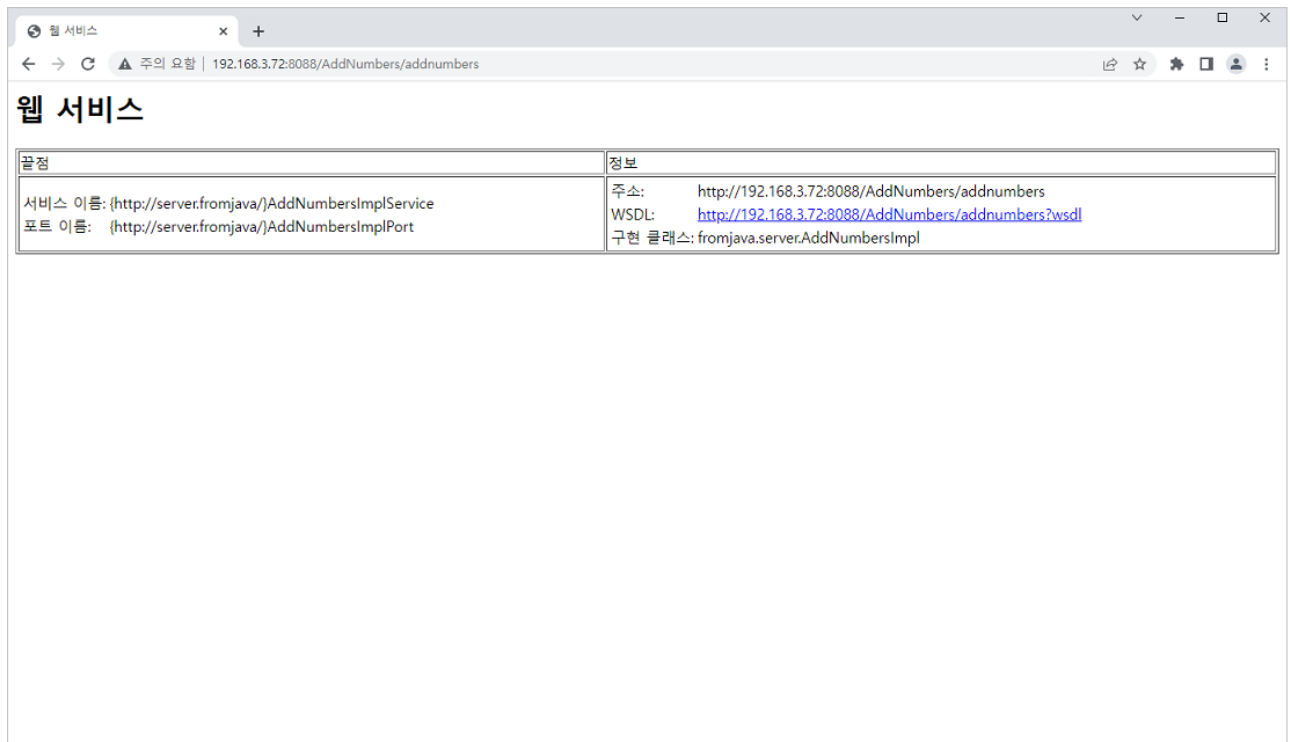 웹 서비스
주의 요함 192.168.3.72:8088/AddNumbers/addnumbers
웹 서비스
끝점 정보
서비스 이름: {http://server.fromjava/}AddNumbersImplService
포트 이름: {http://server.fromjava/}AddNumbersImplPort
주소: http://192.168.3.72:8088/AddNumbers/addnumbers
WSDL: http://192.168.3.72:8088/AddNumbers/addnumbers?wsdl
구현 클래스: fromjava.server.AddNumbersImpl